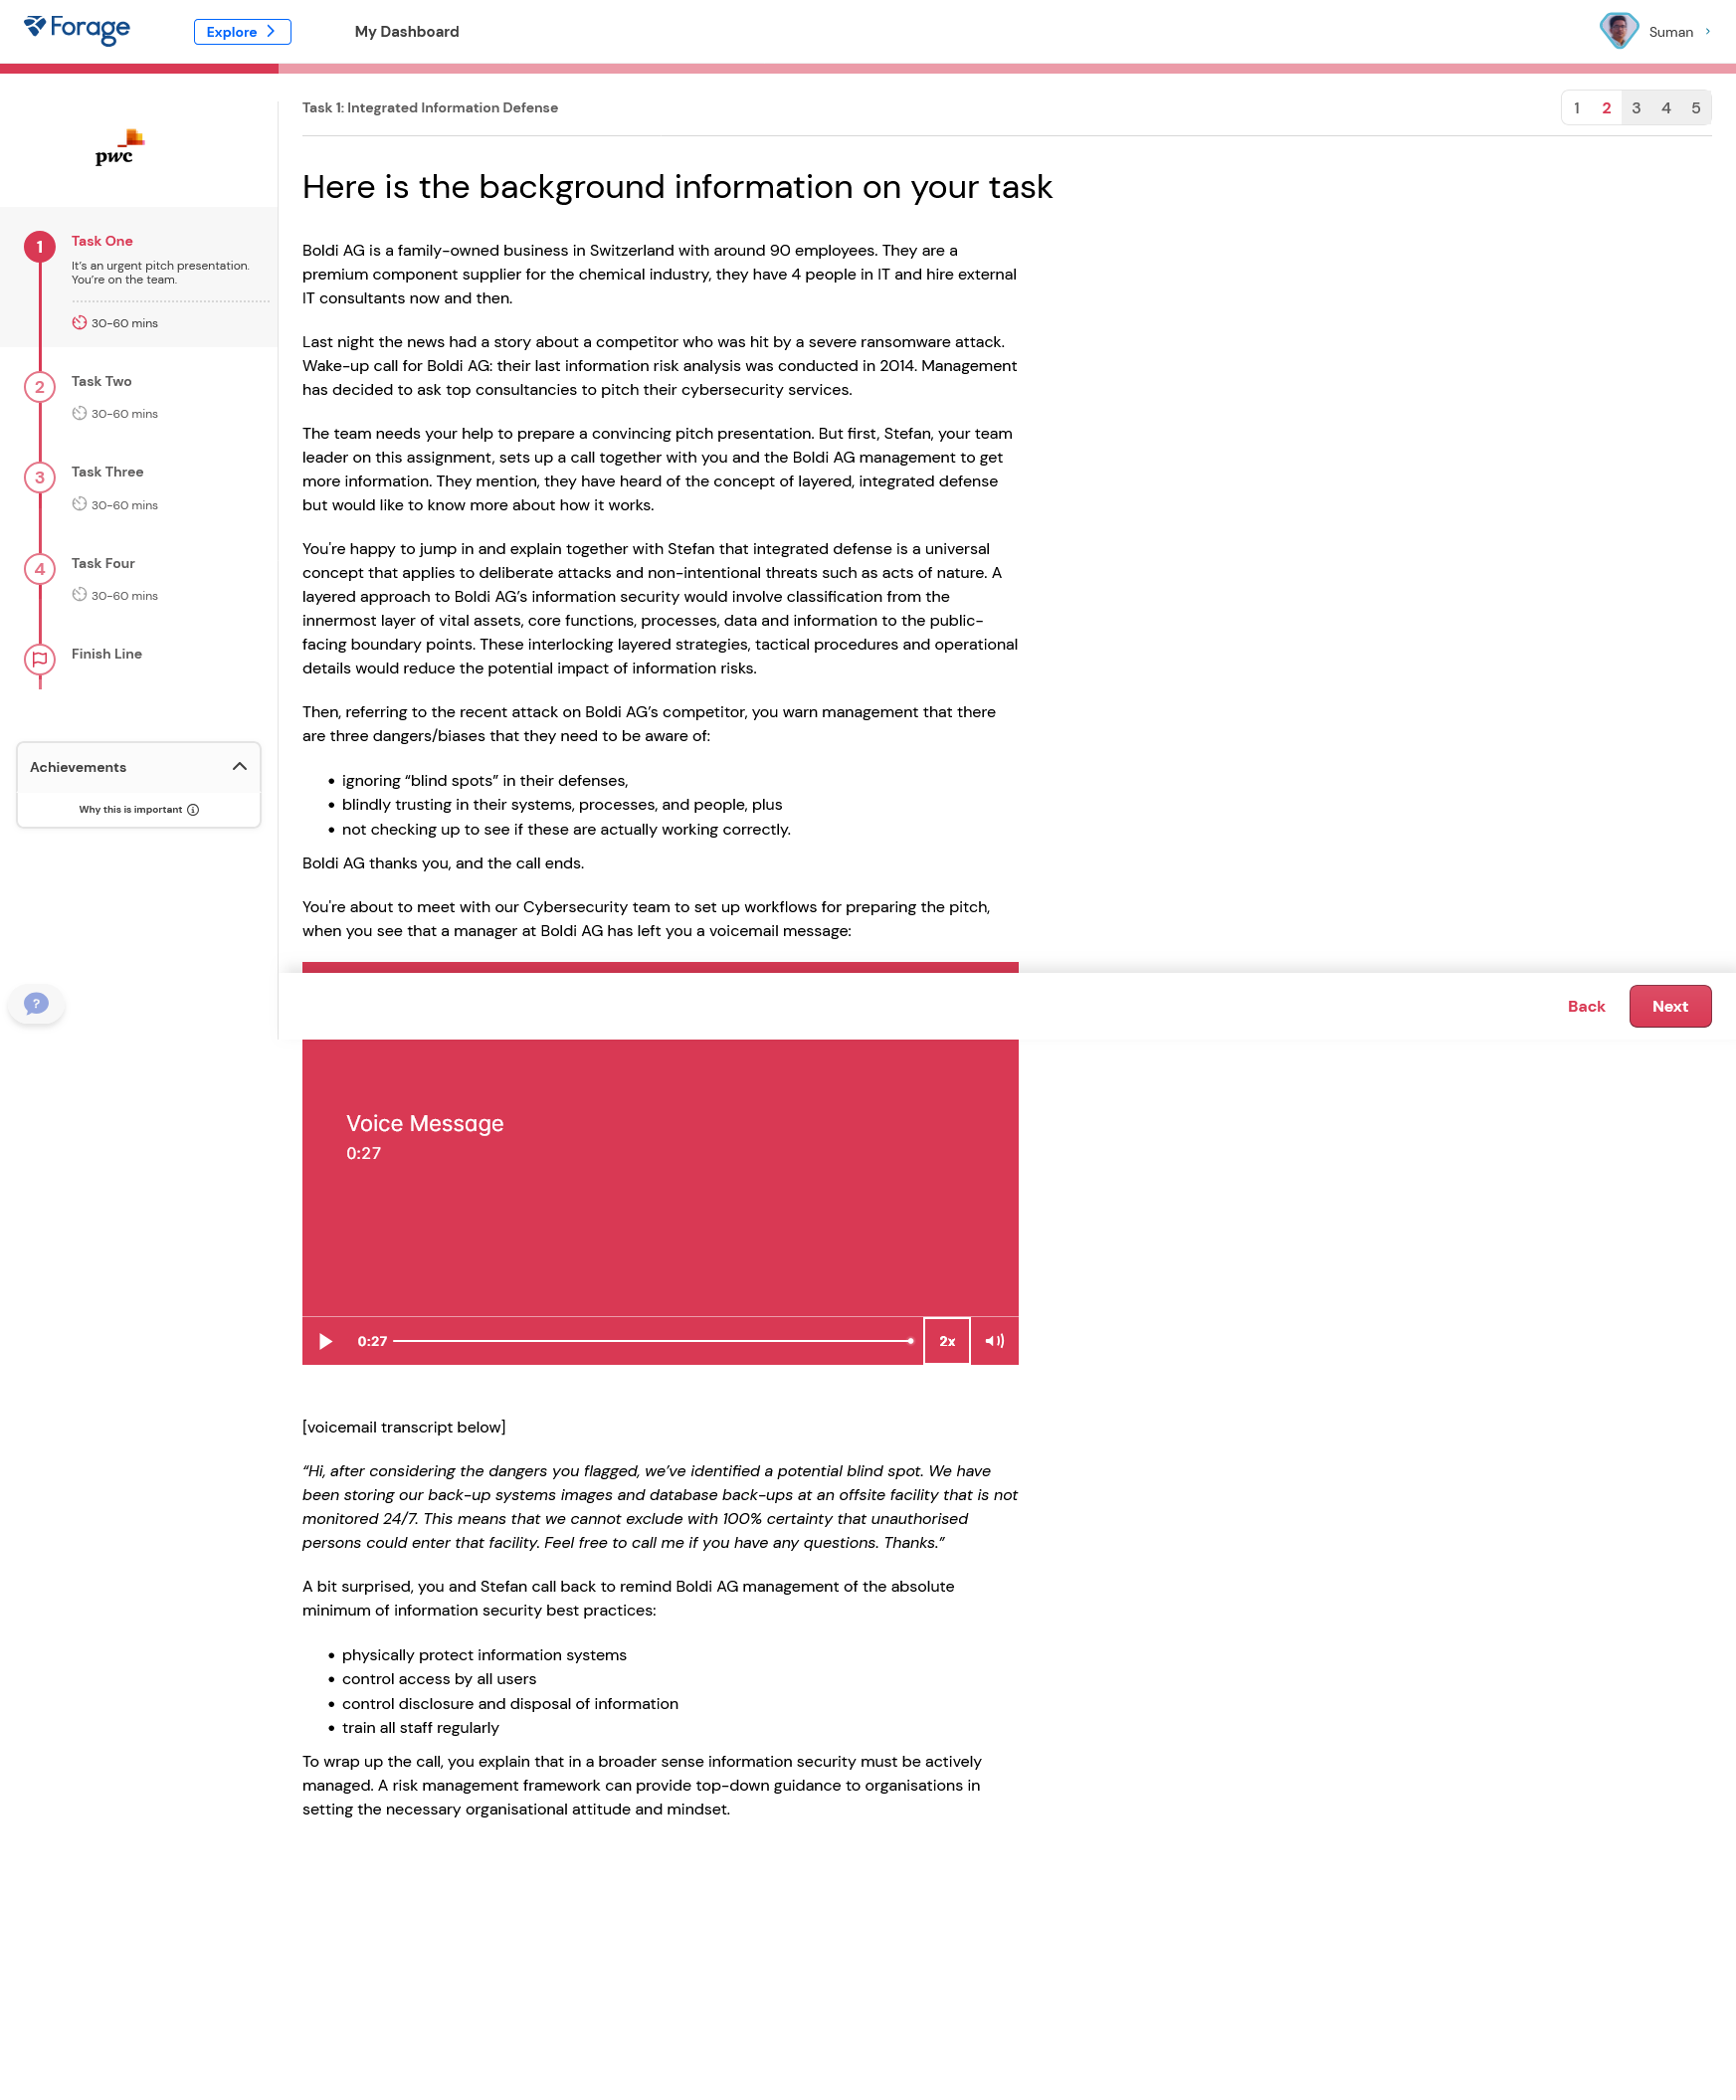 Forage
Explore
My Dashboard
Suman
Task 1: Integrated Information Defense
1 2 3 4 5
pwc
1
Task One
It's an urgent pitch presentation.
You're on the team.
30-60 mins
2
Task Two
30-60 mins
3
Task Three
30-60 mins
4
Task Four
30-60 mins
Finish Line
Achievements
Why this is important
?
Here is the background information on your task
Boldi AG is a family-owned business in Switzerland with around 90 employees. They are a
premium component supplier for the chemical industry, they have 4 people in IT and hire external
IT consultants now and then.
Last night the news had a story about a competitor who was hit by a severe ransomware attack.
Wake-up call for Boldi AG: their last information risk analysis was conducted in 2014. Management
has decided to ask top consultancies to pitch their cybersecurity services.
The team needs your help to prepare a convincing pitch presentation. But first, Stefan, your team
leader on this assignment, sets up a call together with you and the Boldi AG management to get
more information. They mention, they have heard of the concept of layered, integrated defense
but would like to know more about how it works.
You're happy to jump in and explain together with Stefan that integrated defense is a universal
concept that applies to deliberate attacks and non-intentional threats such as acts of nature. A
layered approach to Boldi AG’s information security would involve classification from the
innermost layer of vital assets, core functions, processes, data and information to the public-
facing boundary points. These interlocking layered strategies, tactical procedures and operational
details would reduce the potential impact of information risks.
Then, referring to the recent attack on Boldi AG’s competitor, you warn management that there
are three dangers/biases that they need to be aware of:
• ignoring “blind spots” in their defenses,
• blindly trusting in their systems, processes, and people, plus
• not checking up to see if these are actually working correctly.
Boldi AG thanks you, and the call ends.
You're about to meet with our Cybersecurity team to set up workflows for preparing the pitch,
when you see that a manager at Boldi AG has left you a voicemail message:
Back
Next
Voice Message
0:27
0:27
2x
[voicemail transcript below]
“Hi, after considering the dangers you flagged, we’ve identified a potential blind spot. We have
been storing our back-up systems images and database back-ups at an offsite facility that is not
monitored 24/7. This means that we cannot exclude with 100% certainty that unauthorised
persons could enter that facility. Feel free to call me if you have any questions. Thanks.”
A bit surprised, you and Stefan call back to remind Boldi AG management of the absolute
minimum of information security best practices:
• physically protect information systems
• control access by all users
• control disclosure and disposal of information
• train all staff regularly
To wrap up the call, you explain that in a broader sense information security must be actively
managed. A risk management framework can provide top-down guidance to organisations in
setting the necessary organisational attitude and mindset.